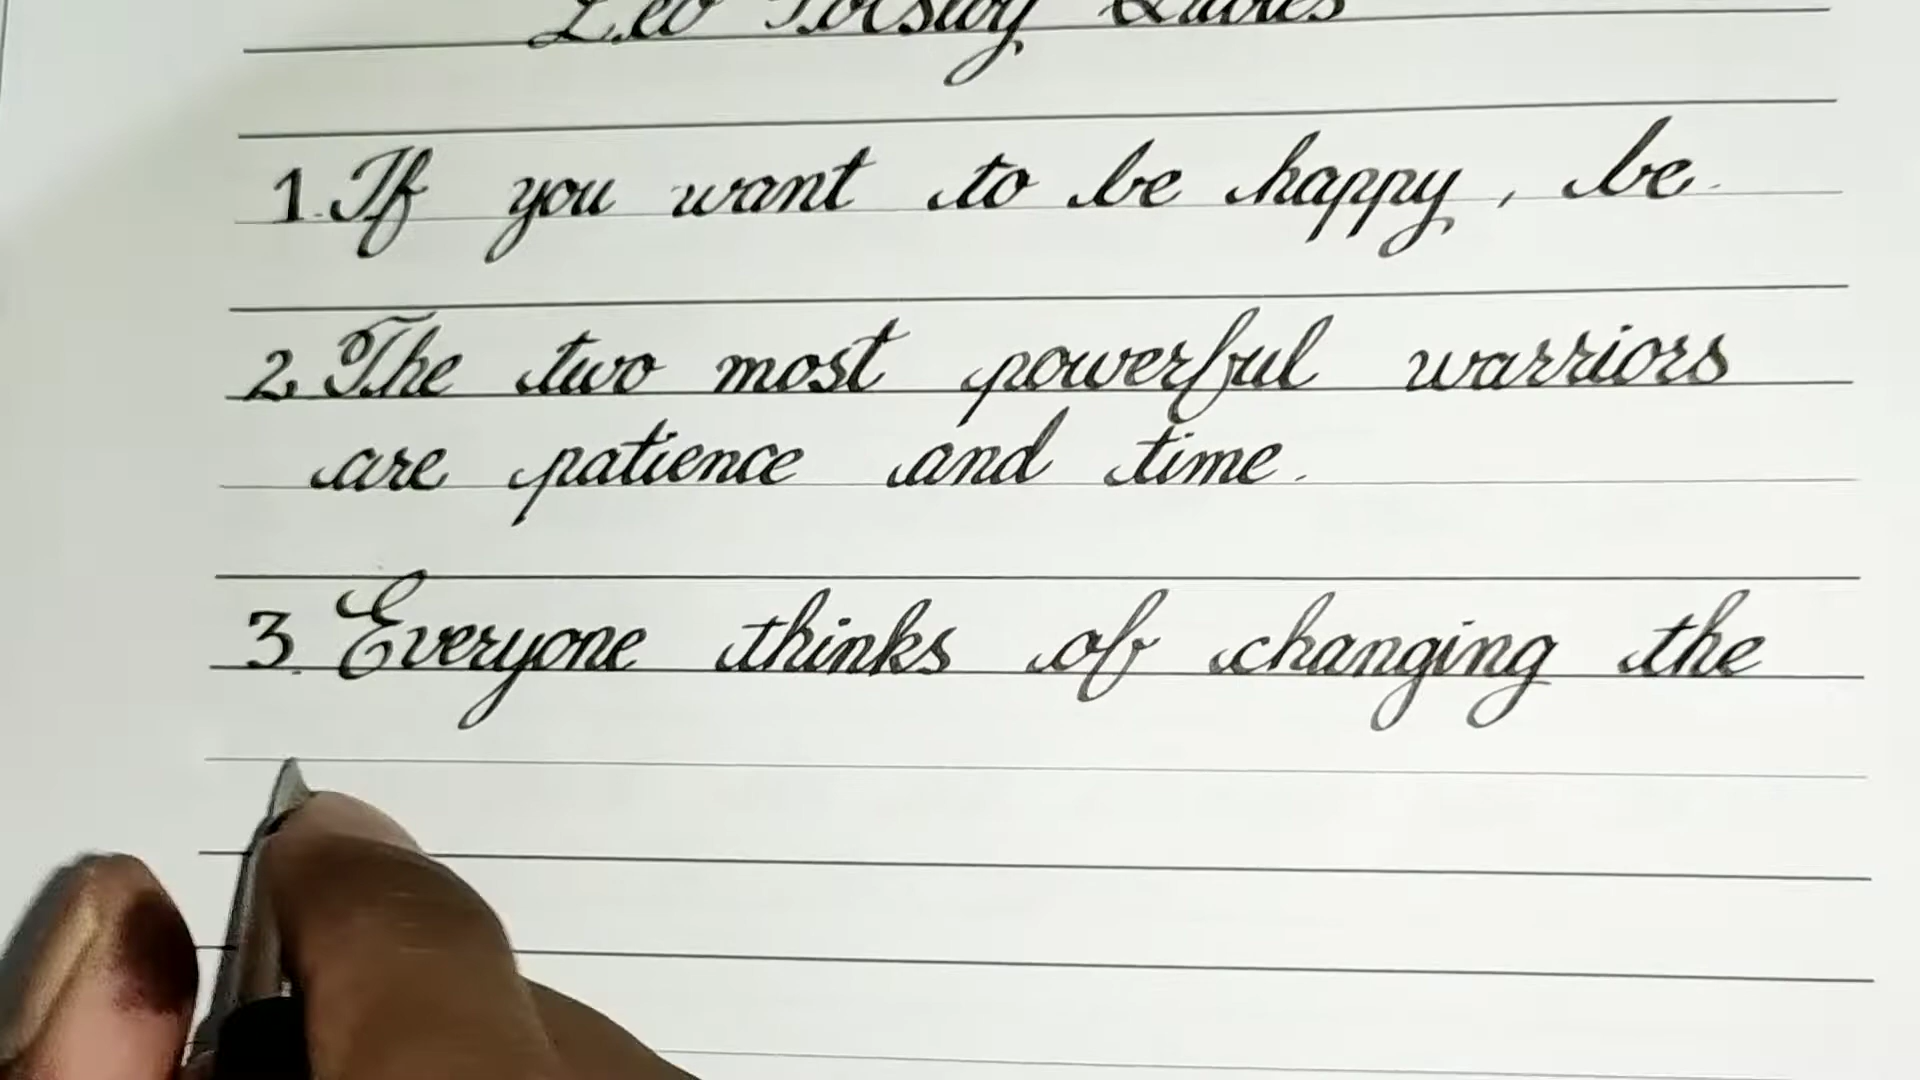 Leo Tolstoy Quotes
1. If you want to be happy, be.
2. The two most powerful warriors
are patience and time.
3. Everyone thinks of changing the